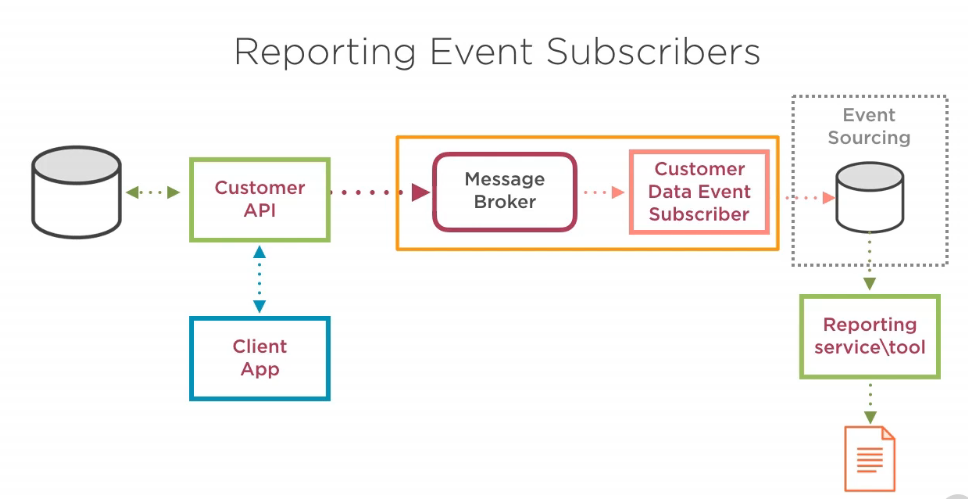 Reporting Event Subscribers
Event
Sourcing
Customer
API
Message
Broker
Customer
Data Event
Subscriber
Client
App
Reporting
service\tool